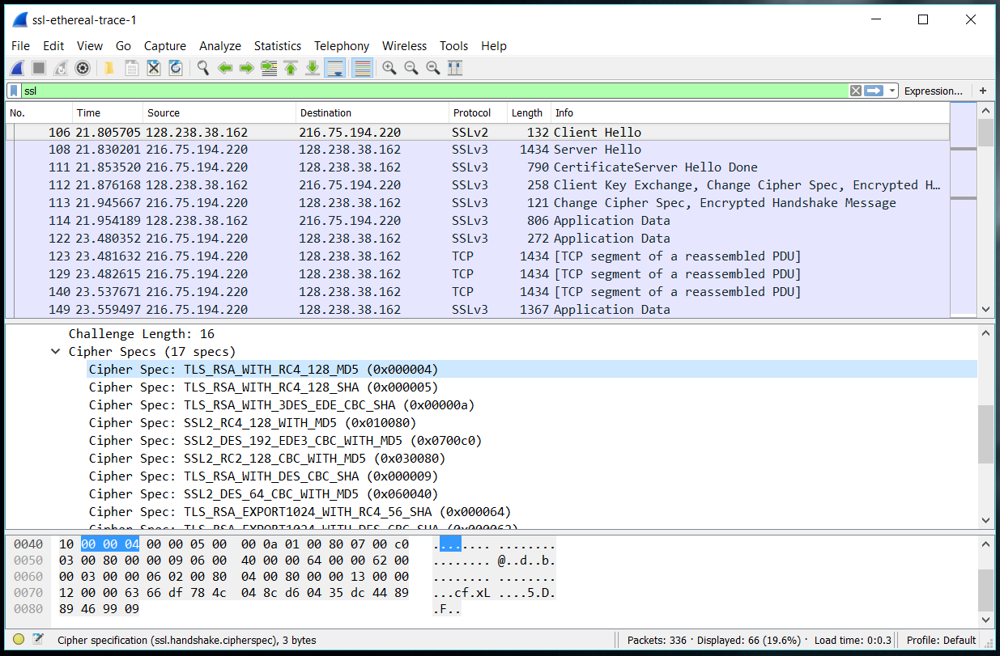 ssl-ethereal-trace-1
File Edit View Go Capture Analyze Statistics Telephony Wireless Tools Help
ssl Expression... +
No. Time Source Destination Protocol Length Info
106 21.805705 128.238.38.162 216.75.194.220 SSLv2 132 Client Hello
108 21.830201 216.75.194.220 128.238.38.162 SSLv3 1434 Server Hello
111 21.853520 216.75.194.220 128.238.38.162 SSLv3 790 CertificateServer Hello Done
112 21.876168 128.238.38.162 216.75.194.220 SSLv3 258 Client Key Exchange, Change Cipher Spec, Encrypted H…
113 21.945667 216.75.194.220 128.238.38.162 SSLv3 121 Change Cipher Spec, Encrypted Handshake Message
114 21.954189 128.238.38.162 216.75.194.220 SSLv3 806 Application Data
122 23.480352 216.75.194.220 128.238.38.162 SSLv3 272 Application Data
123 23.481632 216.75.194.220 128.238.38.162 TCP 1434 [TCP segment of a reassembled PDU]
129 23.482615 216.75.194.220 128.238.38.162 TCP 1434 [TCP segment of a reassembled PDU]
140 23.537671 216.75.194.220 128.238.38.162 TCP 1434 [TCP segment of a reassembled PDU]
149 23.559497 216.75.194.220 128.238.38.162 SSLv3 1367 Application Data
Challenge Length: 16
Cipher Specs (17 specs)
Cipher Spec: TLS_RSA_WITH_RC4_128_MD5 (0x000004)
Cipher Spec: TLS_RSA_WITH_RC4_128_SHA (0x000005)
Cipher Spec: TLS_RSA_WITH_3DES_EDE_CBC_SHA (0x00000a)
Cipher Spec: SSL2_RC4_128_WITH_MD5 (0x010080)
Cipher Spec: SSL2_DES_192_EDE3_CBC_WITH_MD5 (0x0700c0)
Cipher Spec: SSL2_RC2_128_CBC_WITH_MD5 (0x030080)
Cipher Spec: TLS_RSA_WITH_DES_CBC_SHA (0x000009)
Cipher Spec: SSL2_DES_64_CBC_WITH_MD5 (0x060040)
Cipher Spec: TLS_RSA_EXPORT1024_WITH_RC4_56_SHA (0x000064)
Cipher Spec: TLS_RSA_EXPORT1024_WITH_DES_CBC_SHA (0x000062)
0040 10 00 00 04 00 00 05 00 00 0a 01 00 80 07 00 c0 ........ ........
0050 03 00 80 00 00 09 06 00 40 00 00 64 00 00 62 00 ........ @..d..b.
0060 00 03 00 00 06 02 00 80 04 00 80 00 00 13 00 00 ........ ........
0070 12 00 00 63 66 df 78 4c 04 8c d6 04 35 dc 44 89 ...cf.xL ....5.D.
0080 89 46 99 09 .F..
Cipher specification (ssl.handshake.cipherspec), 3 bytes Packets: 336 · Displayed: 66 (19.6%) · Load time: 0:0.3 Profile: Default